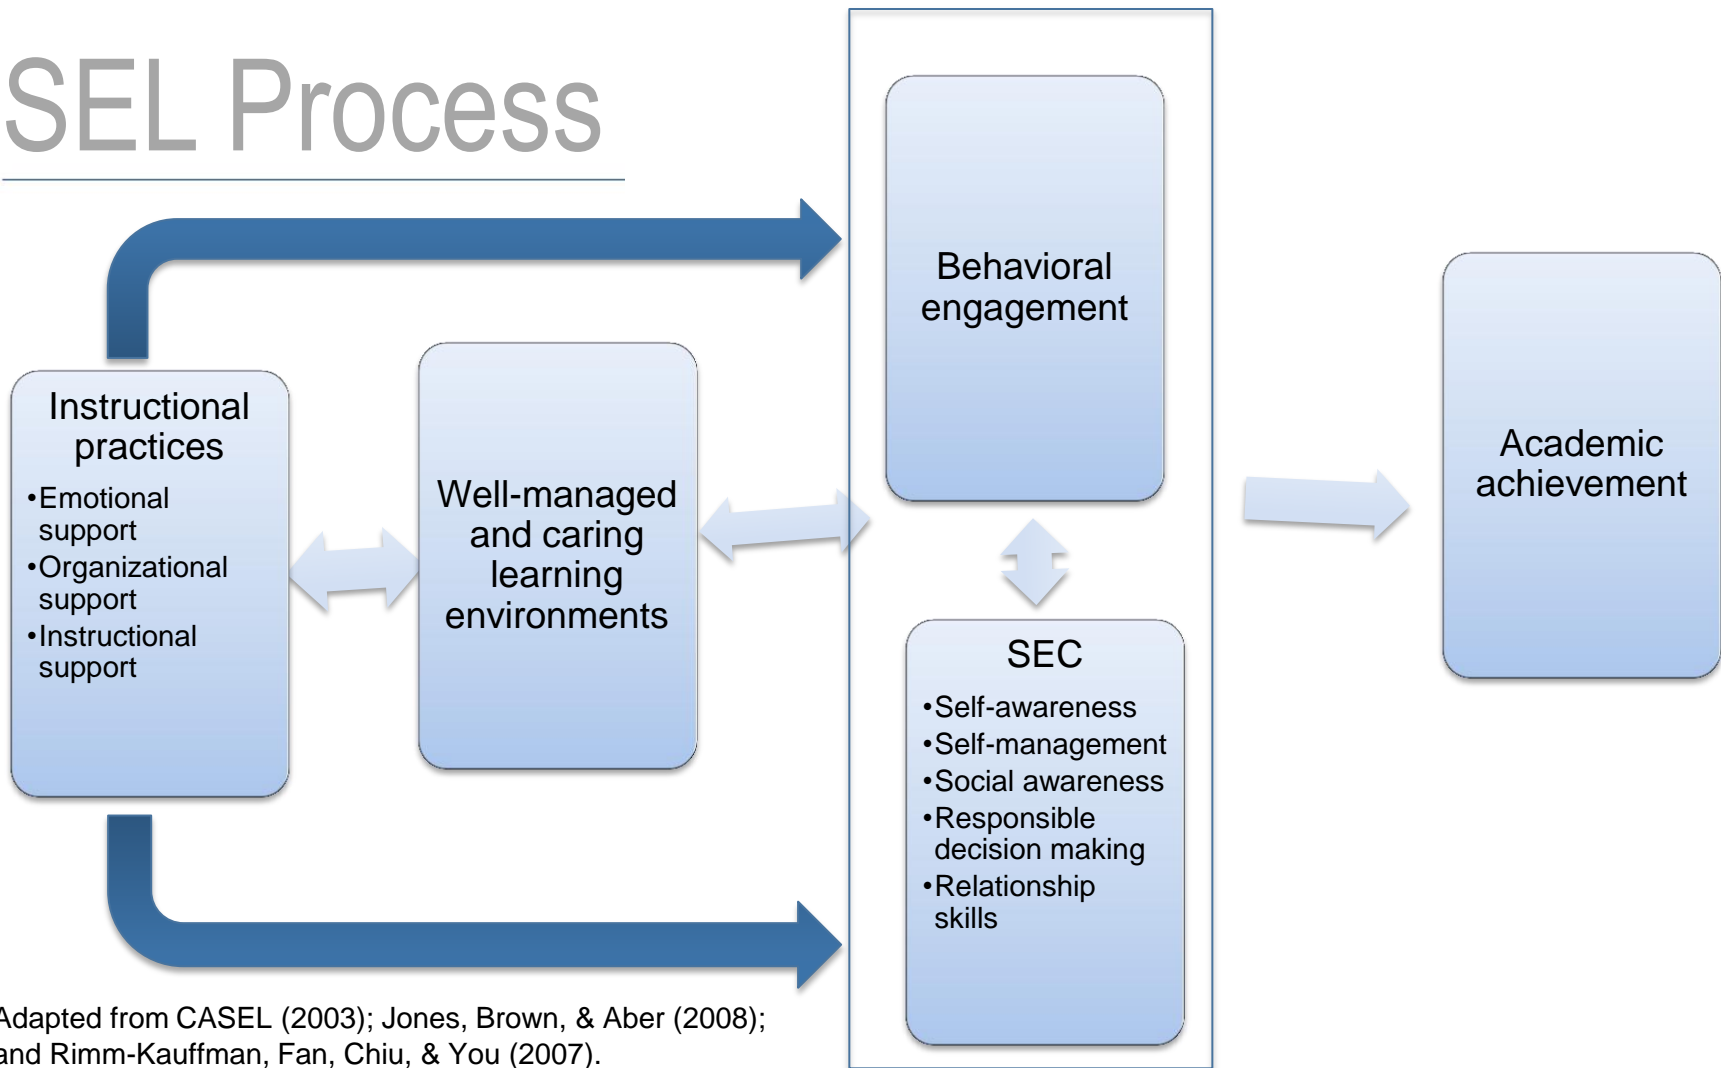 SEL Process
Instructional
practices
•Emotional
support
•Organizational
support
•Instructional
support
Well-managed
and caring
learning
environments
Behavioral
engagement
SEC
•Self-awareness
•Self-management
•Social awareness
•Responsible
decision making
•Relationship
skills
Academic
achievement
Adapted from CASEL (2003); Jones, Brown, & Aber (2008);
and Rimm-Kauffman, Fan, Chiu, & You (2007).